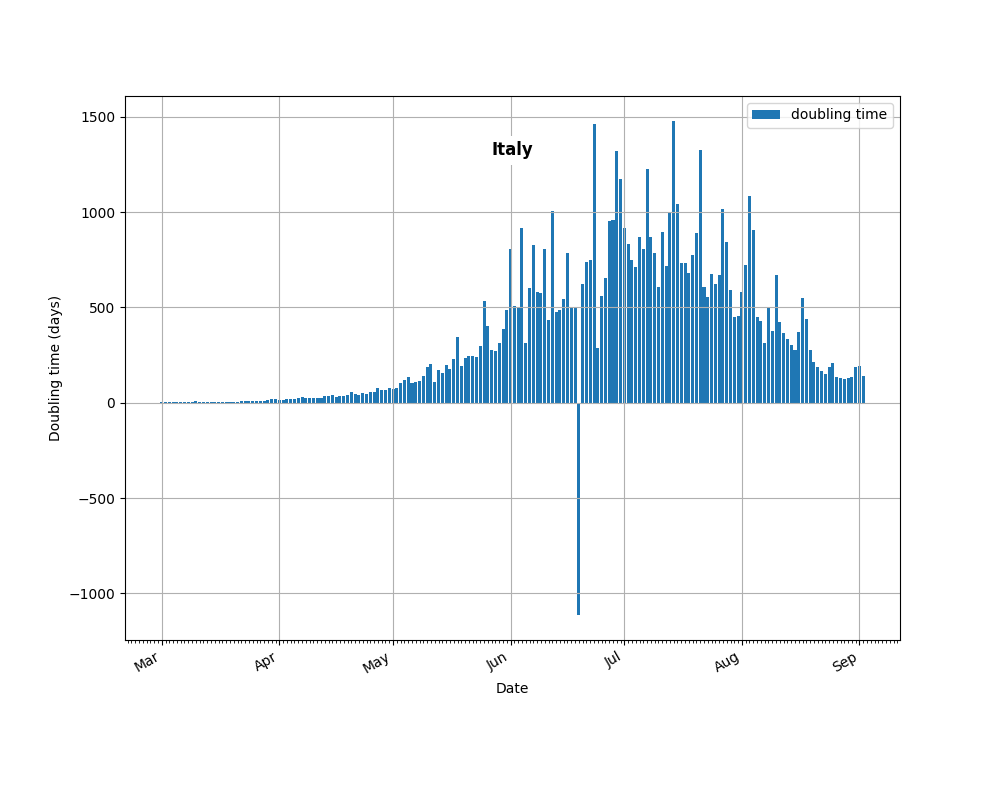 1500
1000
500
0
−500
−1000
Doubling time (days)
Italy
doubling time
Mar
Apr
May
Jun
Jul
Aug
Sep
Date